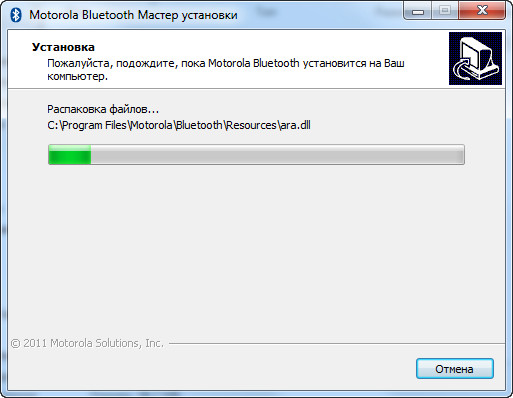 Motorola Bluetooth Мастер установки
Установка
Пожалуйста, подождите, пока Motorola Bluetooth установится на Ваш
компьютер.
Распаковка файлов...
C:\Program Files\Motorola\Bluetooth\Resources\ara.dll
© 2011 Motorola Solutions, Inc.
Отмена